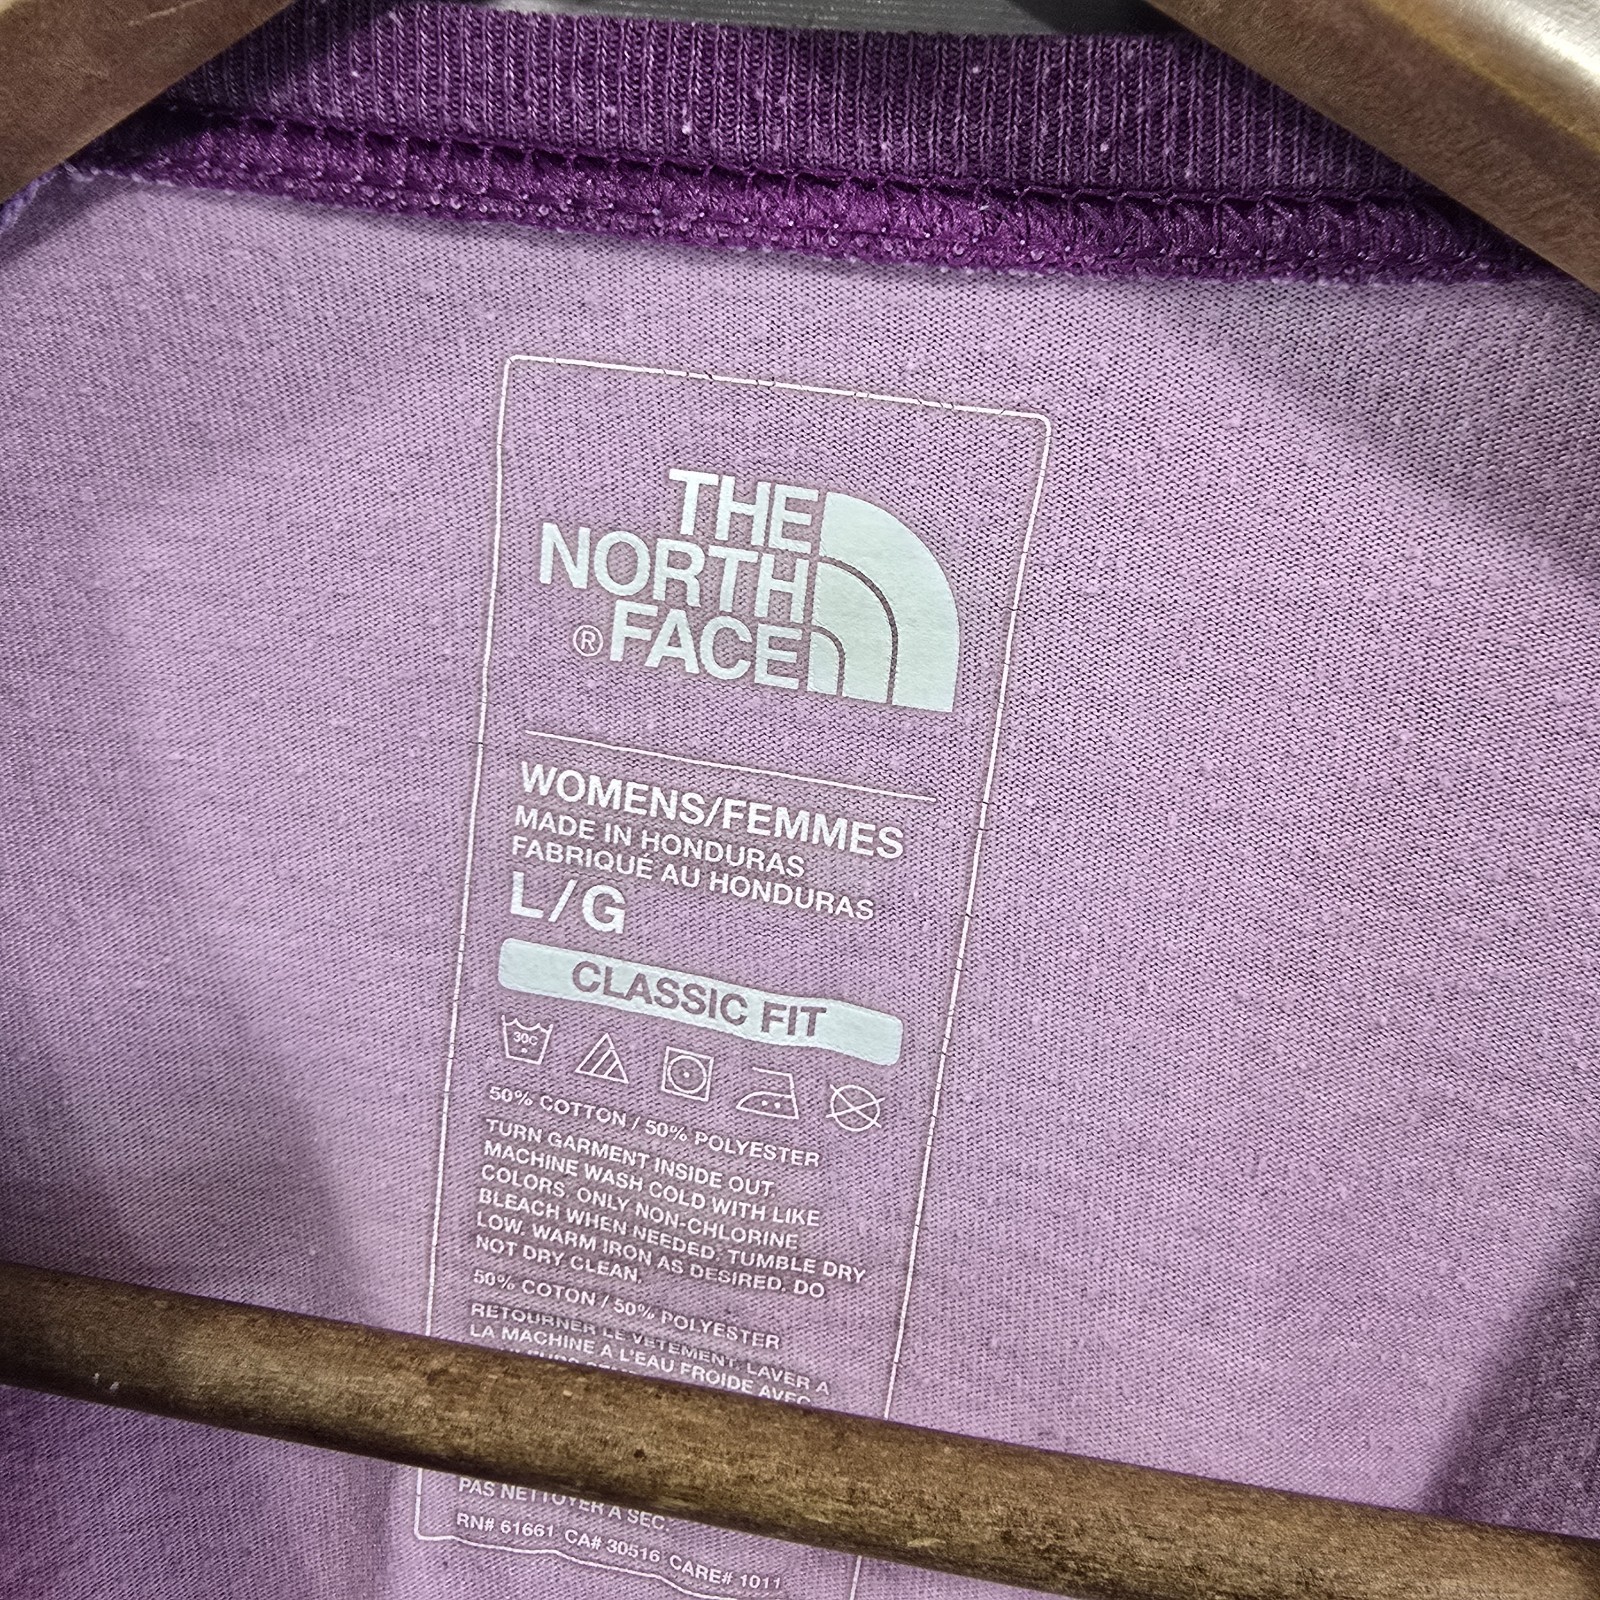 THE
NORTH
®FACE
WOMENS/FEMMES
MADE IN HONDURAS
FABRIQUÉ AU HONDURAS
L/G
CLASSIC FIT
30C
50% COTTON / 50% POLYESTER
TURN GARMENT INSIDE OUT.
MACHINE WASH COLD WITH LIKE
COLORS. ONLY NON-CHLORINE
BLEACH WHEN NEEDED. TUMBLE DRY
LOW. WARM IRON AS DESIRED. DO
NOT DRY CLEAN.
50% COTON / 50% POLYESTER
RETOURNER LE VETEMENT. LAVER A
LA MACHINE A L'EAU FROIDE AVEC
PAS NETTOYER A SEC.
RN# 61661 CA# 30516 CARE# 1011